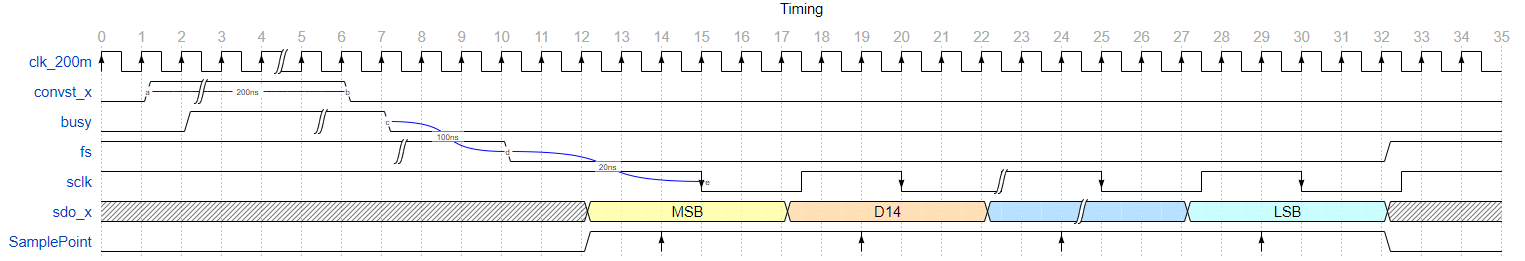 Timing
0 1 2 3 4 5 6 7 8 9 10 11 12 13 14 15 16 17 18 19 20 21 22 23 24 25 26 27 28 29 30 31 32 33 34 35
clk_200m
convst_x a 200ns b
busy c
100ns
fs d
20ns
sclk e
sdo_x MSB D14 LSB
SamplePoint